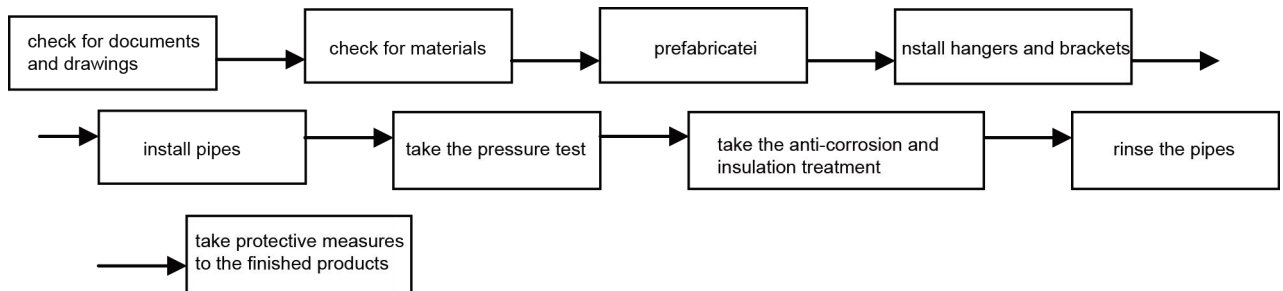 check for documents
and drawings
check for materials
prefabricatei
nstall hangers and brackets
install pipes
take the pressure test
take the anti-corrosion and
insulation treatment
rinse the pipes
take protective measures
to the finished products